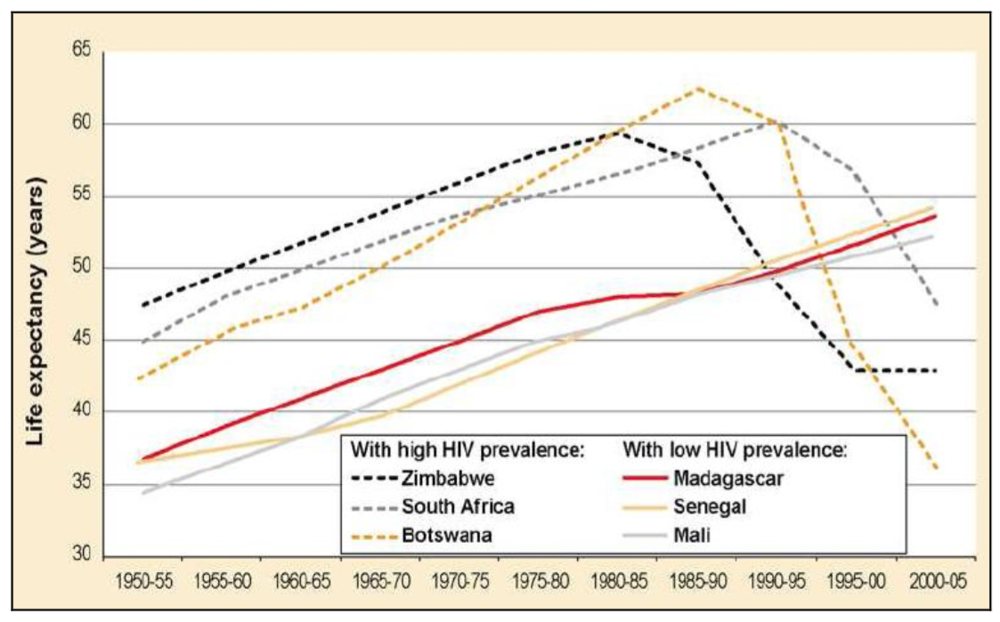 65
60
55
50
45
40
35
30
Life expectancy (years)
With high HIV prevalence: With low HIV prevalence:
Zimbabwe Madagascar
South Africa Senegal
Botswana Mali
1950-55 1955-60 1960-65 1965-70 1970-75 1975-80 1980-85 1985-90 1990-95 1995-00 2000-05